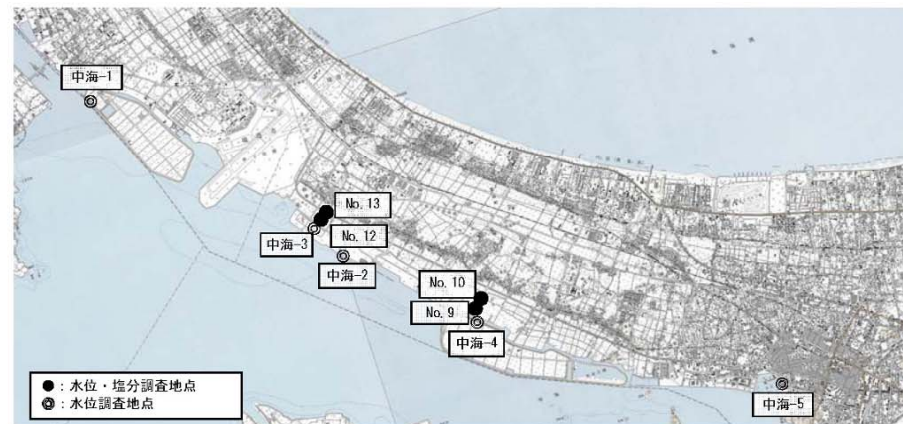 中海-1
No. 13
中海-3
No. 12
中海-2
No. 10
No. 9
中海-4
中海-5
●：水位・塩分調査地点
◎：水位調査地点